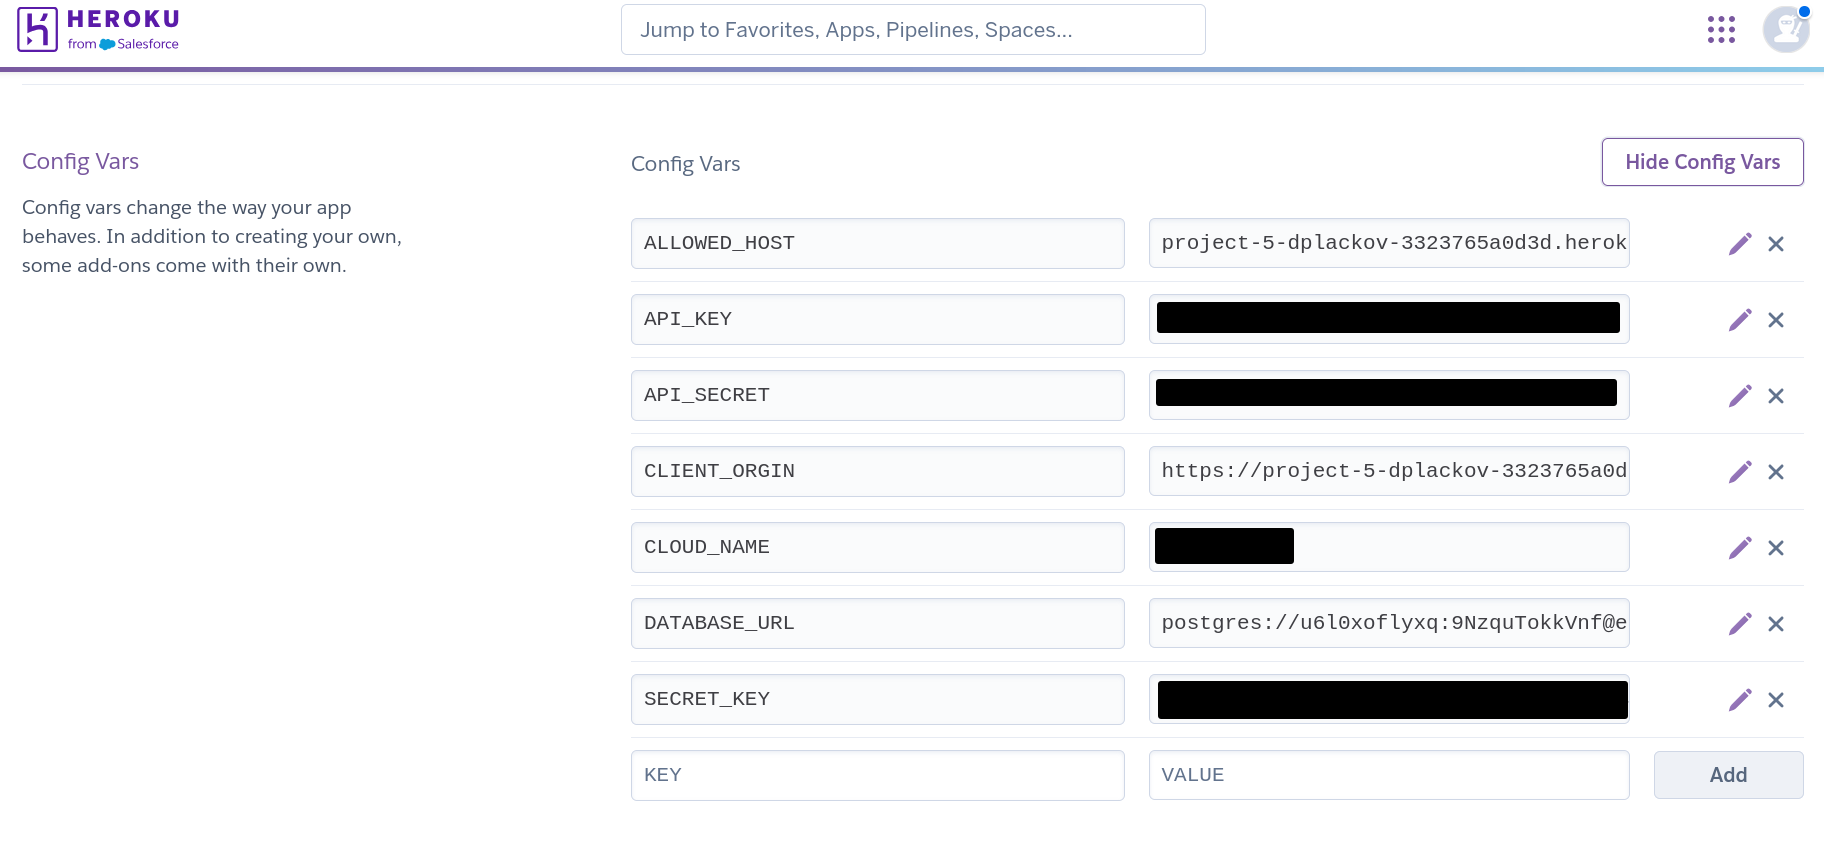 HEROKU
from Salesforce
Jump to Favorites, Apps, Pipelines, Spaces...
Config Vars
Config vars change the way your app
behaves. In addition to creating your own,
some add-ons come with their own.
Config Vars
Hide Config Vars
ALLOWED_HOST project-5-dplackov-3323765a0d3d.herok
API_KEY
API_SECRET
CLIENT_ORGIN https://project-5-dplackov-3323765a0d
CLOUD_NAME
DATABASE_URL postgres://u6l0xoflyxq:9NzquTokkVnf@e
SECRET_KEY
KEY VALUE Add